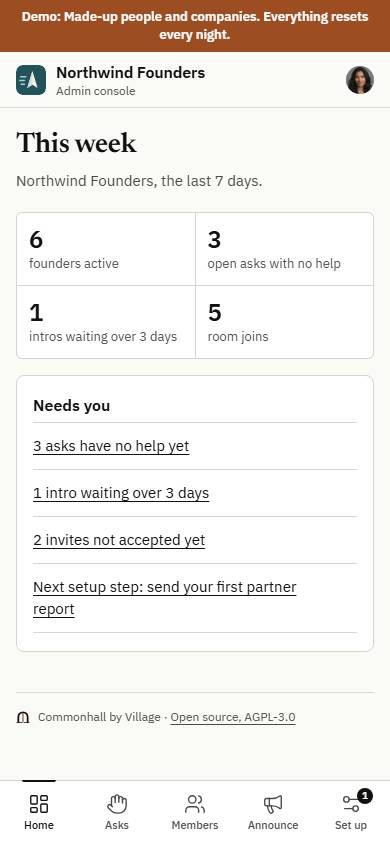 Demo: Made-up people and companies. Everything resets
every night.
Northwind Founders
Admin console
This week
Northwind Founders, the last 7 days.
6
founders active
3
open asks with no help
1
intros waiting over 3 days
5
room joins
Needs you
3 asks have no help yet
1 intro waiting over 3 days
2 invites not accepted yet
Next setup step: send your first partner
report
Commonhall by Village · Open source, AGPL-3.0
1
Home
Asks
Members
Announce
Set up